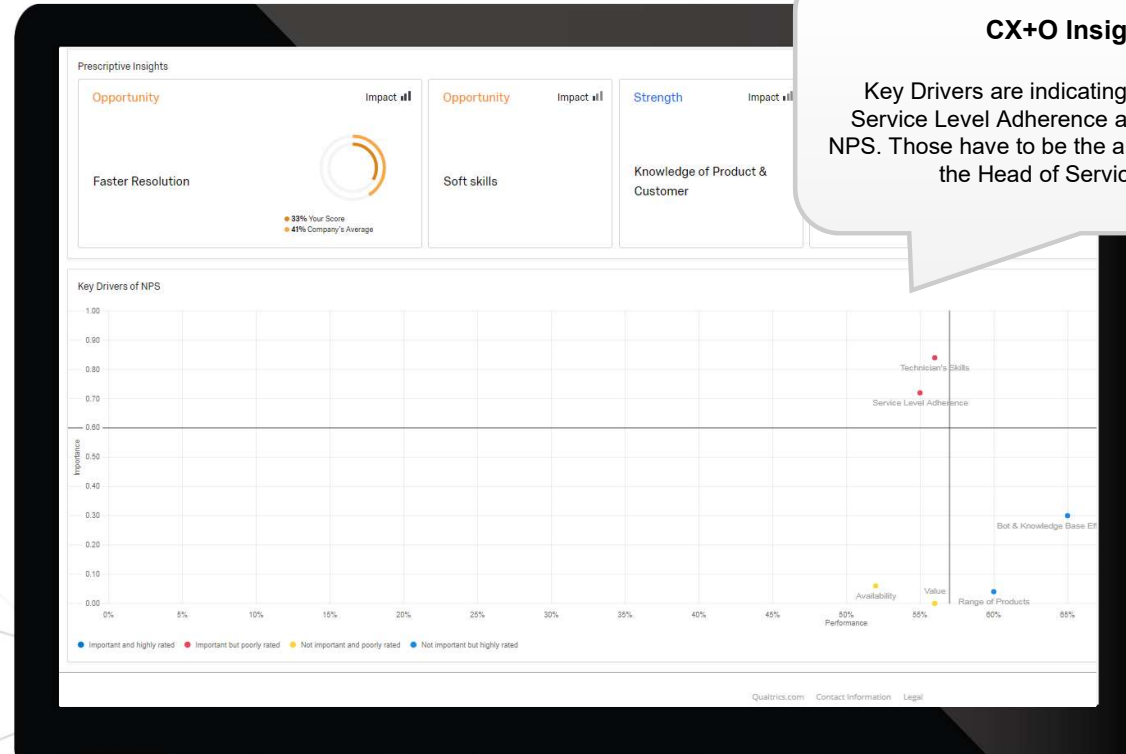 CX+O Insig
Key Drivers are indicating
Service Level Adherence a
NPS. Those have to be the a
the Head of Servic
Prescriptive Insights
Opportunity
Impact
Faster Resolution
33% Your Score
41% Company's Average
Opportunity
Impact
Soft skills
Strength
Impact
Knowledge of Product &
Customer
Key Drivers of NPS
1.00
0.90
0.80
0.70
0.60
0.50
0.40
0.30
0.20
0.10
0.00
Importance
Technician's Skills
Service Level Adherence
Bot & Knowledge Base Ef
Availability
Value
Range of Products
0%
5%
10%
15%
20%
25%
30%
35%
40%
45%
50%
55%
60%
65%
Performance
Important and highly rated
Important but poorly rated
Not important and poorly rated
Not important but highly rated
Qualtrics.com
Contact Information
Legal